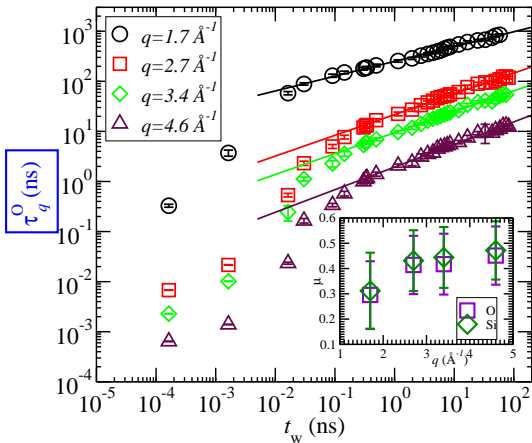 10³
10²
10¹
10⁰
10⁻¹
10⁻²
10⁻³
10⁻⁴
τqᴼ (ns)
q=1.7 Å⁻¹
q=2.7 Å⁻¹
q=3.4 Å⁻¹
q=4.6 Å⁻¹
0.6
0.5
0.4
0.3
0.2
0.1
μ
O
Si
1 2 3 4 5
q (Å⁻¹)
10⁻⁵ 10⁻⁴ 10⁻³ 10⁻² 10⁻¹ 10⁰ 10¹ 10²
t_w (ns)